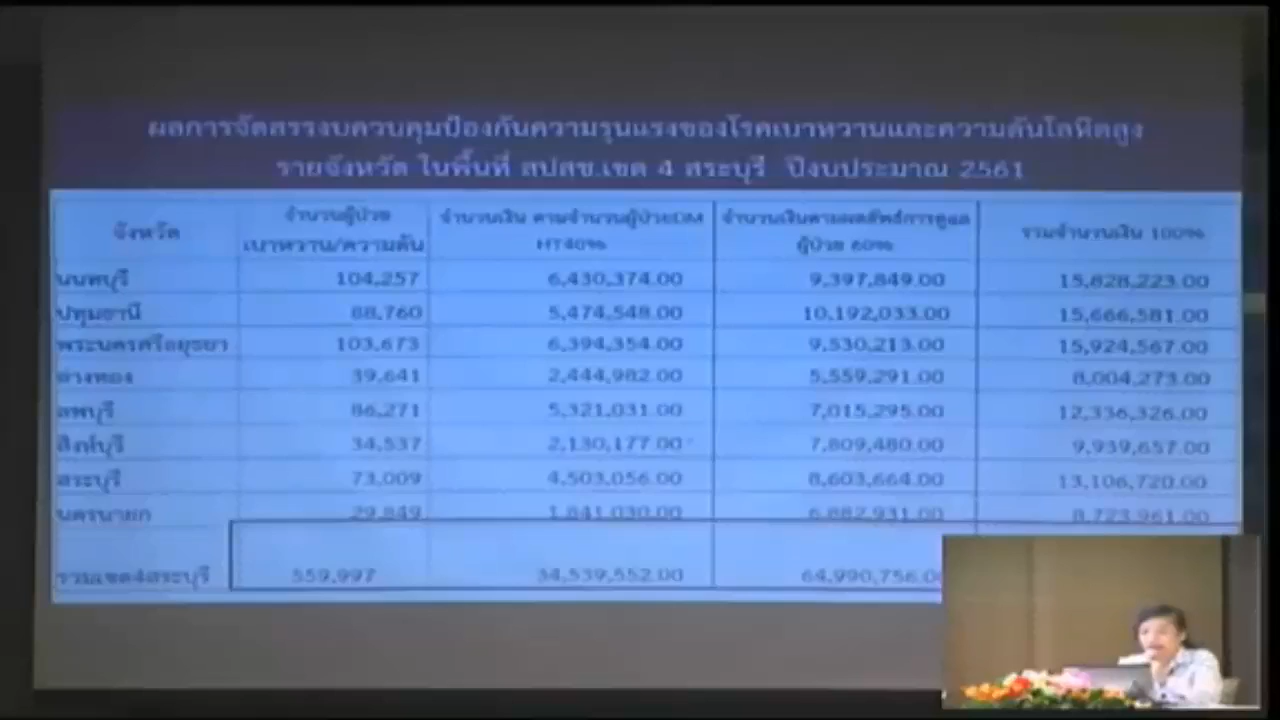 ผลการจัดสรรงบควบคุมป้องกันความรุนแรงของโรคเบาหวานและความดันโลหิตสูง
รายจังหวัด ในพื้นที่ สปสช.เขต 4 สระบุรี ปีงบประมาณ 2561
จังหวัด จำนวนผู้ป่วย เบาหวาน/ความดัน จำนวนเงิน ตามจำนวนผู้ป่วยDM HT40% จำนวนเงินตามผลลัพธ์การดูแล ผู้ป่วย 60% รวมจำนวนเงิน 100%
นนทบุรี 104,257 6,430,374.00 9,397,849.00 15,828,223.00
ปทุมธานี 88,760 5,474,548.00 10,192,033.00 15,666,581.00
พระนครศรีอยุธยา 103,673 6,394,354.00 9,530,213.00 15,924,567.00
อ่างทอง 39,641 2,444,982.00 5,559,291.00 8,004,273.00
ลพบุรี 86,271 5,321,031.00 7,015,295.00 12,336,326.00
สิงห์บุรี 34,537 2,130,177.00 7,809,480.00 9,939,657.00
สระบุรี 73,009 4,503,056.00 8,603,664.00 13,106,720.00
นครนายก 29,849 1,841,030.00 6,882,931.00 8,723,961.00
รวมเขต4สระบุรี 559,997 34,539,552.00 64,990,756.00